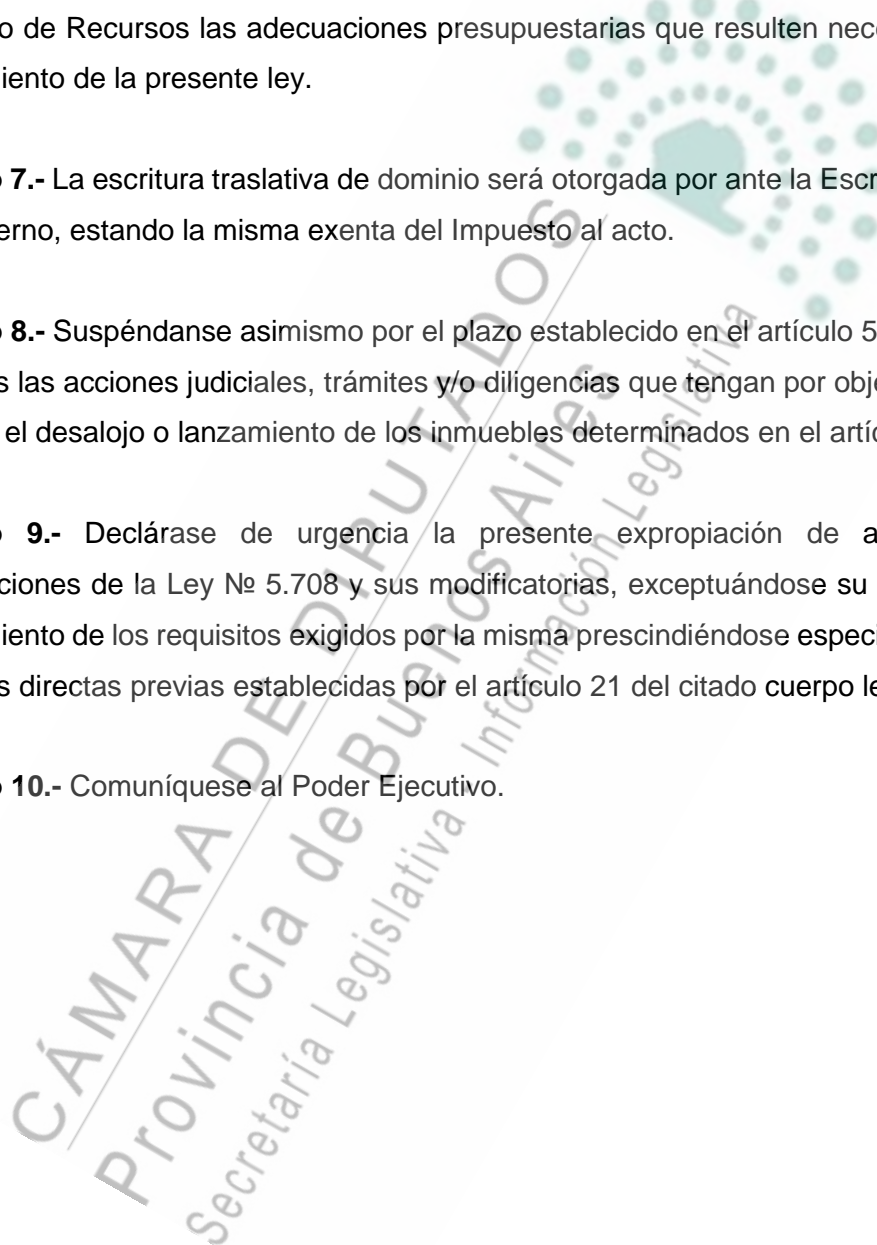 o de Recursos las adecuaciones presupuestarias que resulten nece
iento de la presente ley.
o 7.- La escritura traslativa de dominio será otorgada por ante la Escr
erno, estando la misma exenta del Impuesto al acto.
o 8.- Suspéndanse asimismo por el plazo establecido en el artículo 5
s las acciones judiciales, trámites y/o diligencias que tengan por obje
el desalojo o lanzamiento de los inmuebles determinados en el artíc
o 9.- Declárase de urgencia la presente expropiación de a
ciones de la Ley № 5.708 y sus modificatorias, exceptuándose su
iento de los requisitos exigidos por la misma prescindiéndose especi
s directas previas establecidas por el artículo 21 del citado cuerpo le
o 10.- Comuníquese al Poder Ejecutivo.
CÁMARA DE DIPUTADOS
Provincia de Buenos Aires
Secretaría Legislativa - Información Legislativa